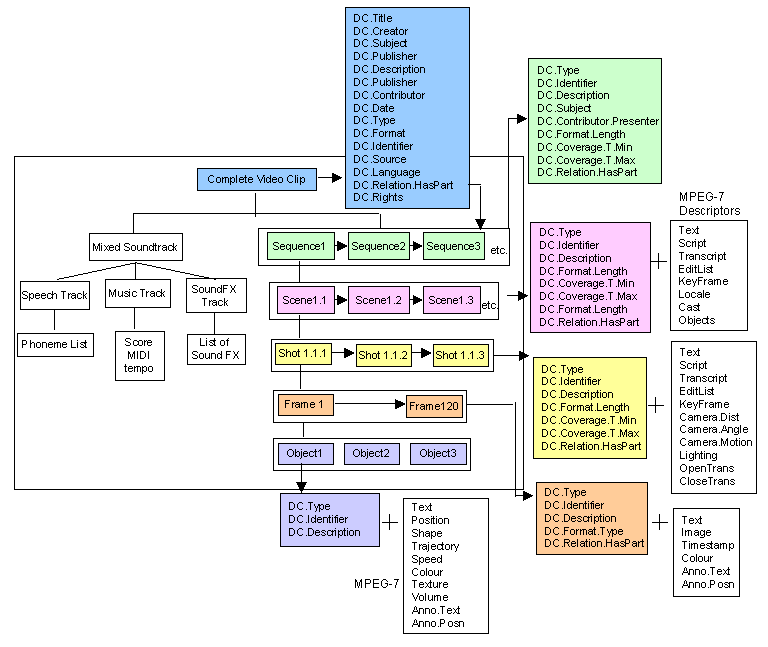 DC.Title
DC.Creator
DC.Subject
DC.Publisher
DC.Description
DC.Publisher
DC.Contributor
DC.Date
DC.Type
DC.Format
DC.Identifier
DC.Source
DC.Language
DC.Relation.HasPart
DC.Rights
DC.Type
DC.Identifier
DC.Description
DC.Subject
DC.Contributor.Presenter
DC.Format.Length
DC.Coverage.T.Min
DC.Coverage.T.Max
DC.Relation.HasPart
Complete Video Clip
Mixed Soundtrack
Speech Track
Music Track
SoundFX
Track
Phoneme List
Score
MIDI
tempo
List of
Sound FX
Sequence1
Sequence2
Sequence3
etc.
Scene1.1
Scene1.2
Scene1.3
etc.
Shot 1.1.1
Shot 1.1.2
Shot 1.1.3
Frame 1
Frame120
Object1
Object2
Object3
DC.Type
DC.Identifier
DC.Description
DC.Format.Length
DC.Coverage.T.Min
DC.Coverage.T.Max
DC.Format.Length
DC.Relation.HasPart
MPEG-7
Descriptors
Text
Script
Transcript
EditList
KeyFrame
Locale
Cast
Objects
DC.Type
DC.Identifier
DC.Description
DC.Format.Length
DC.Coverage.T.Min
DC.Coverage.T.Max
DC.Relation.HasPart
Text
Script
Transcript
EditList
KeyFrame
Camera.Dist
Camera.Angle
Camera.Motion
Lighting
OpenTrans
CloseTrans
DC.Type
DC.Identifier
DC.Description
DC.Format.Type
DC.Relation.HasPart
Text
Image
Timestamp
Colour
Anno.Text
Anno.Posn
DC.Type
DC.Identifier
DC.Description
MPEG-7
Text
Position
Shape
Trajectory
Speed
Colour
Texture
Volume
Anno.Text
Anno.Posn